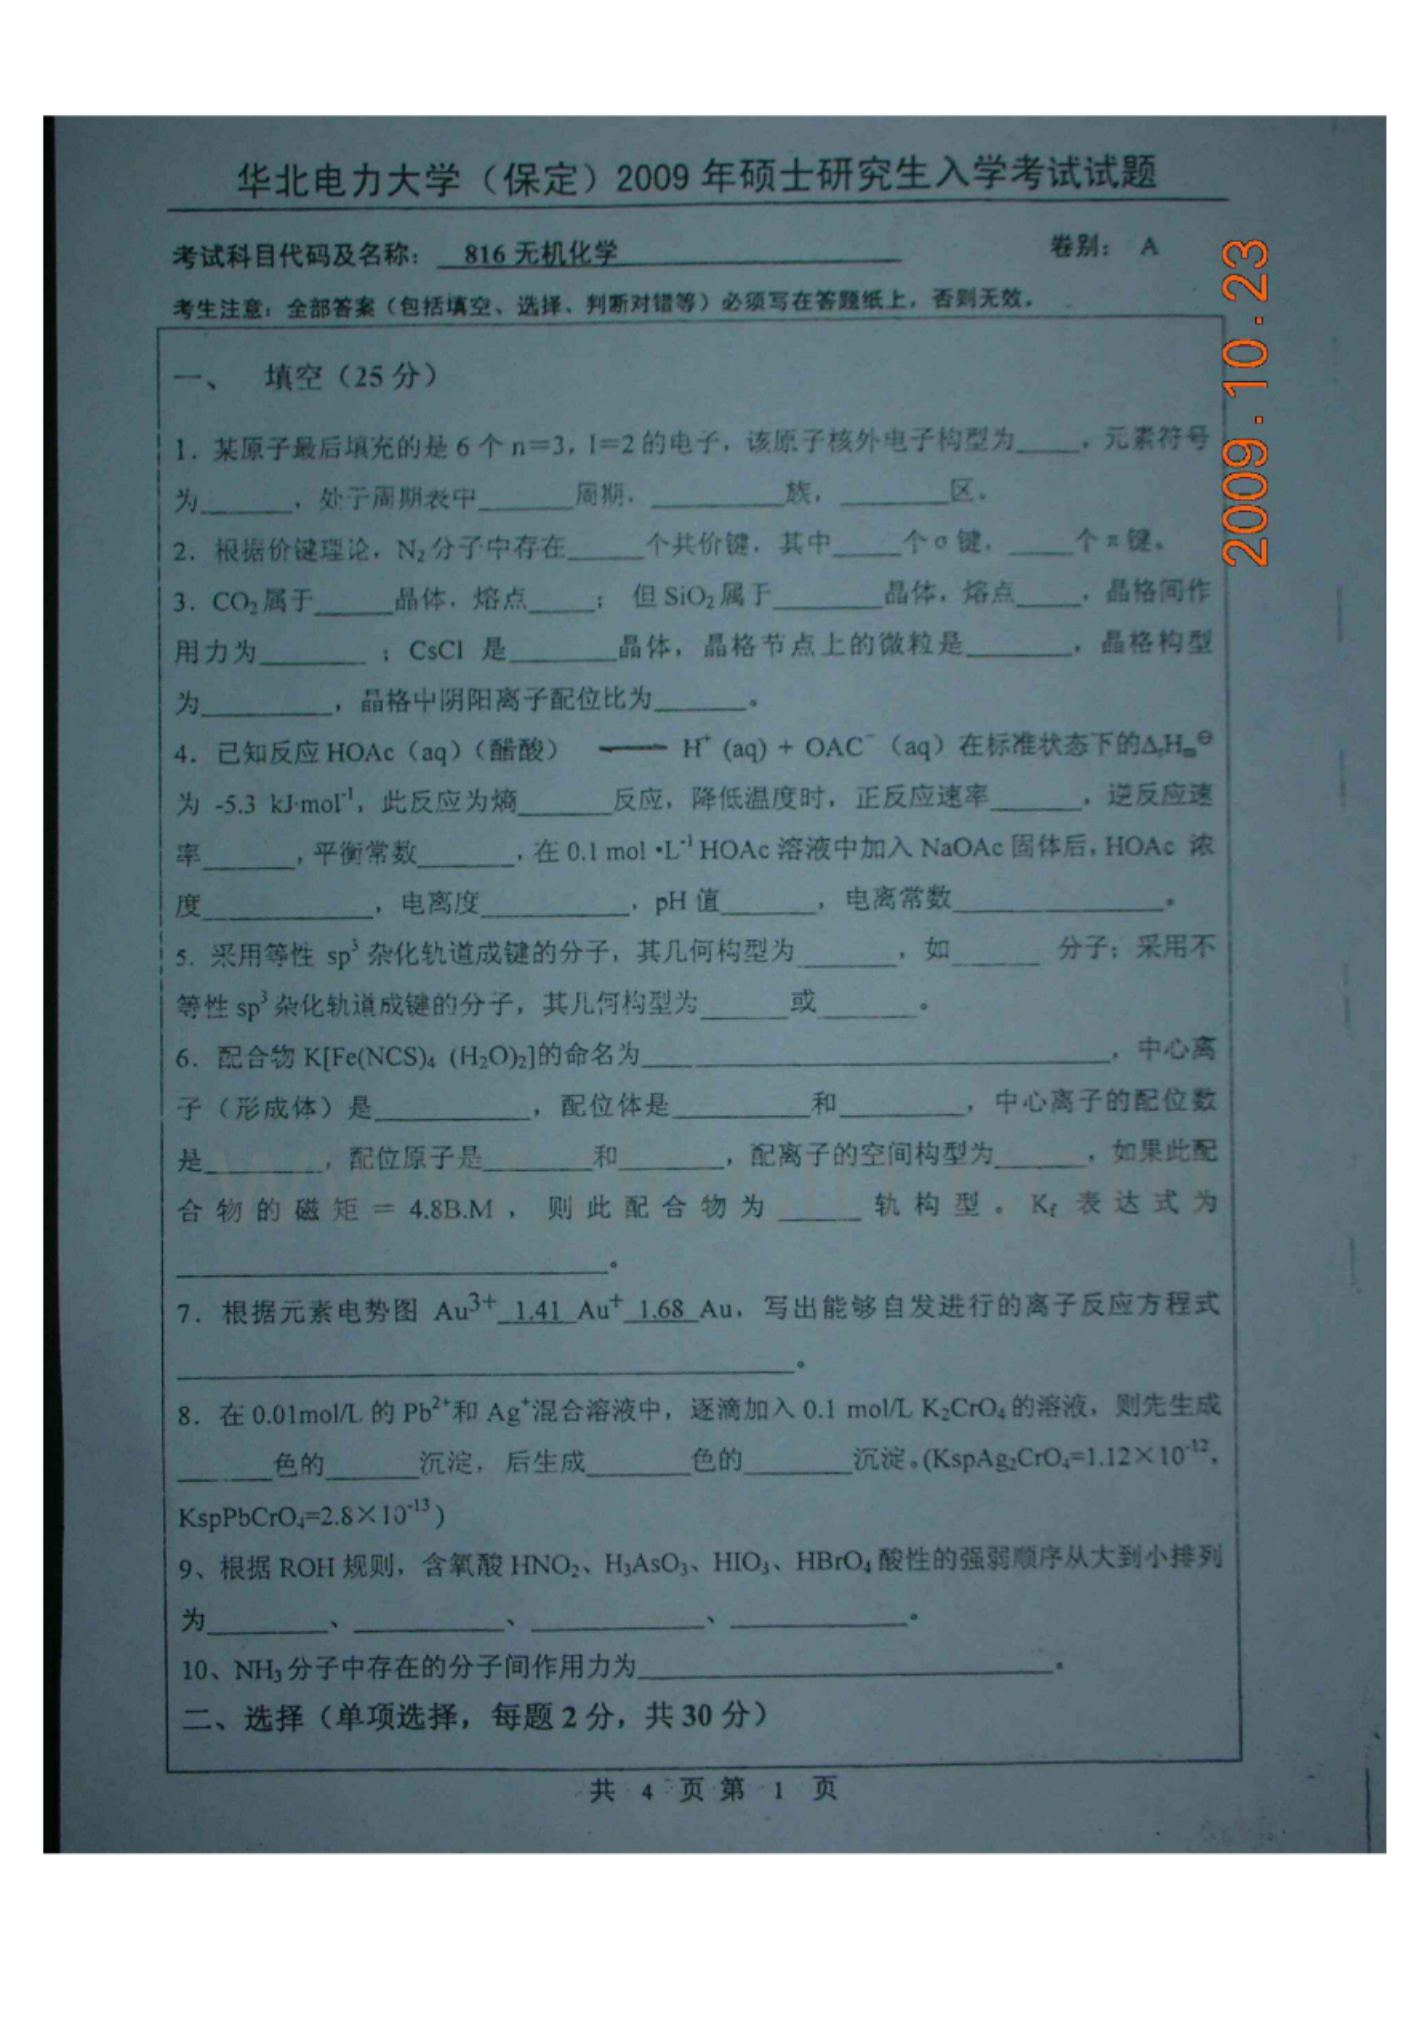 华北电力大学（保定）2009 年硕士研究生入学考试试题
考试科目代码及名称： 816 无机化学 卷别： A
考生注意：全部答案（包括填空、选择、判断对错等）必须写在答题纸上，否则无效。
2009.10.23
一、 填空（25 分）
1. 某原子最后填充的是 6 个 n＝3，l＝2 的电子，该原子核外电子构型为_____，元素符号
为_______，处于周期表中_______周期，__________族，________区。
2. 根据价键理论，N₂分子中存在_____个共价键，其中_____个σ键，_____个π键。
3. CO₂属于______晶体，熔点_____； 但 SiO₂属于________晶体，熔点_____，晶格间作
用力为________；CsCl 是________晶体，晶格节点上的微粒是________，晶格构型
为__________，晶格中阴阳离子配位比为_______。
4. 已知反应 HOAc（aq）（醋酸） —— H⁺ (aq) + OAC⁻（aq）在标准状态下的ΔᵣHₘ⊖
为 -5.3 kJ·mol⁻¹，此反应为熵_______反应，降低温度时，正反应速率_______，逆反应速
率_______，平衡常数_______，在 0.1 mol •L⁻¹ HOAc 溶液中加入 NaOAc 固体后，HOAc 浓
度_____________，电离度___________，pH 值_______，电离常数________________。
5. 采用等性 sp³ 杂化轨道成键的分子，其几何构型为_______，如_______ 分子；采用不
等性 sp³ 杂化轨道成键的分子，其几何构型为_______或_______。
6. 配合物 K[Fe(NCS)₄ (H₂O)₂]的命名为___________________________________，中心离
子（形成体）是____________，配位体是__________和_________，中心离子的配位数
是_________，配位原子是________和________，配离子的空间构型为_______，如果此配
合物的磁矩＝4.8B.M，则此配合物为______轨构型。Kf 表达式为
________________________________。
7. 根据元素电势图 Au³⁺_1.41_Au⁺_1.68_Au，写出能够自发进行的离子反应方程式
______________________________________________。
8. 在 0.01mol/L 的 Pb²⁺和 Ag⁺混合溶液中，逐滴加入 0.1 mol/L K₂CrO₄的溶液，则先生成
_______色的_______沉淀，后生成________色的________沉淀。(KspAg₂CrO₄=1.12×10⁻¹²，
KspPbCrO₄=2.8×10⁻¹³)
9、根据 ROH 规则，含氧酸 HNO₂、H₃AsO₃、HIO₃、HBrO₄酸性的强弱顺序从大到小排列
为_________、___________、_____________、_____________。
10、NH₃分子中存在的分子间作用力为_______________________________。
二、选择（单项选择，每题 2 分，共 30 分）
共 4 页 第 1 页